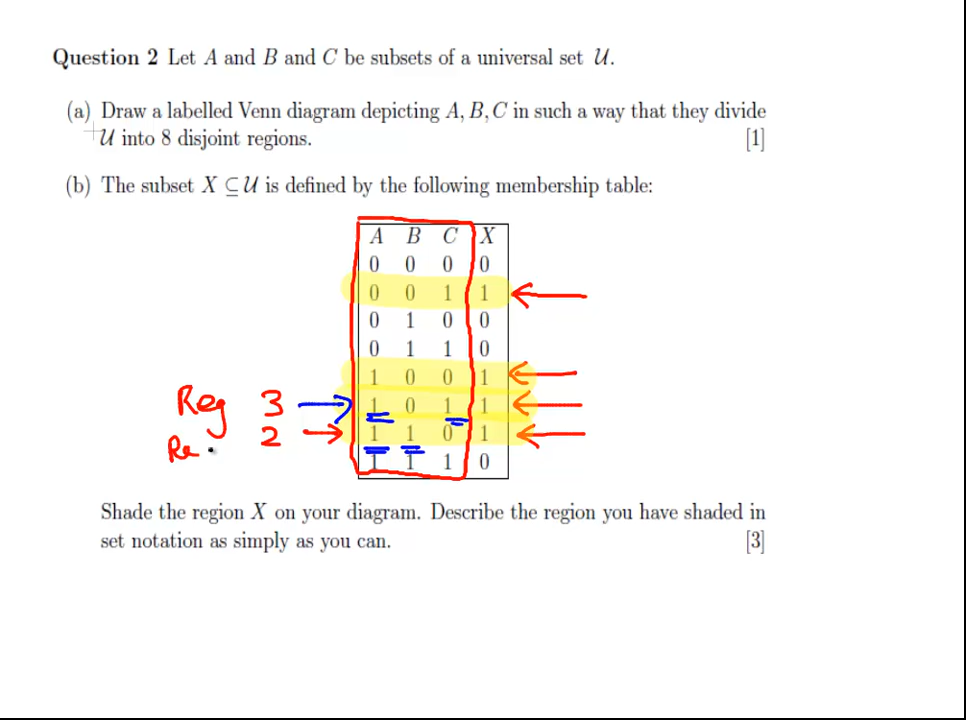 Question 2 Let A and B and C be subsets of a universal set U.
(a) Draw a labelled Venn diagram depicting A, B, C in such a way that they divide
U into 8 disjoint regions. [1]
(b) The subset X ⊆ U is defined by the following membership table:
A B C X
0 0 0 0
0 0 1 1
0 1 0 0
0 1 1 0
1 0 0 1
Reg 3 1 0 1 1
Re 2 1 1 0 1
1 1 1 0
Shade the region X on your diagram. Describe the region you have shaded in
set notation as simply as you can. [3]